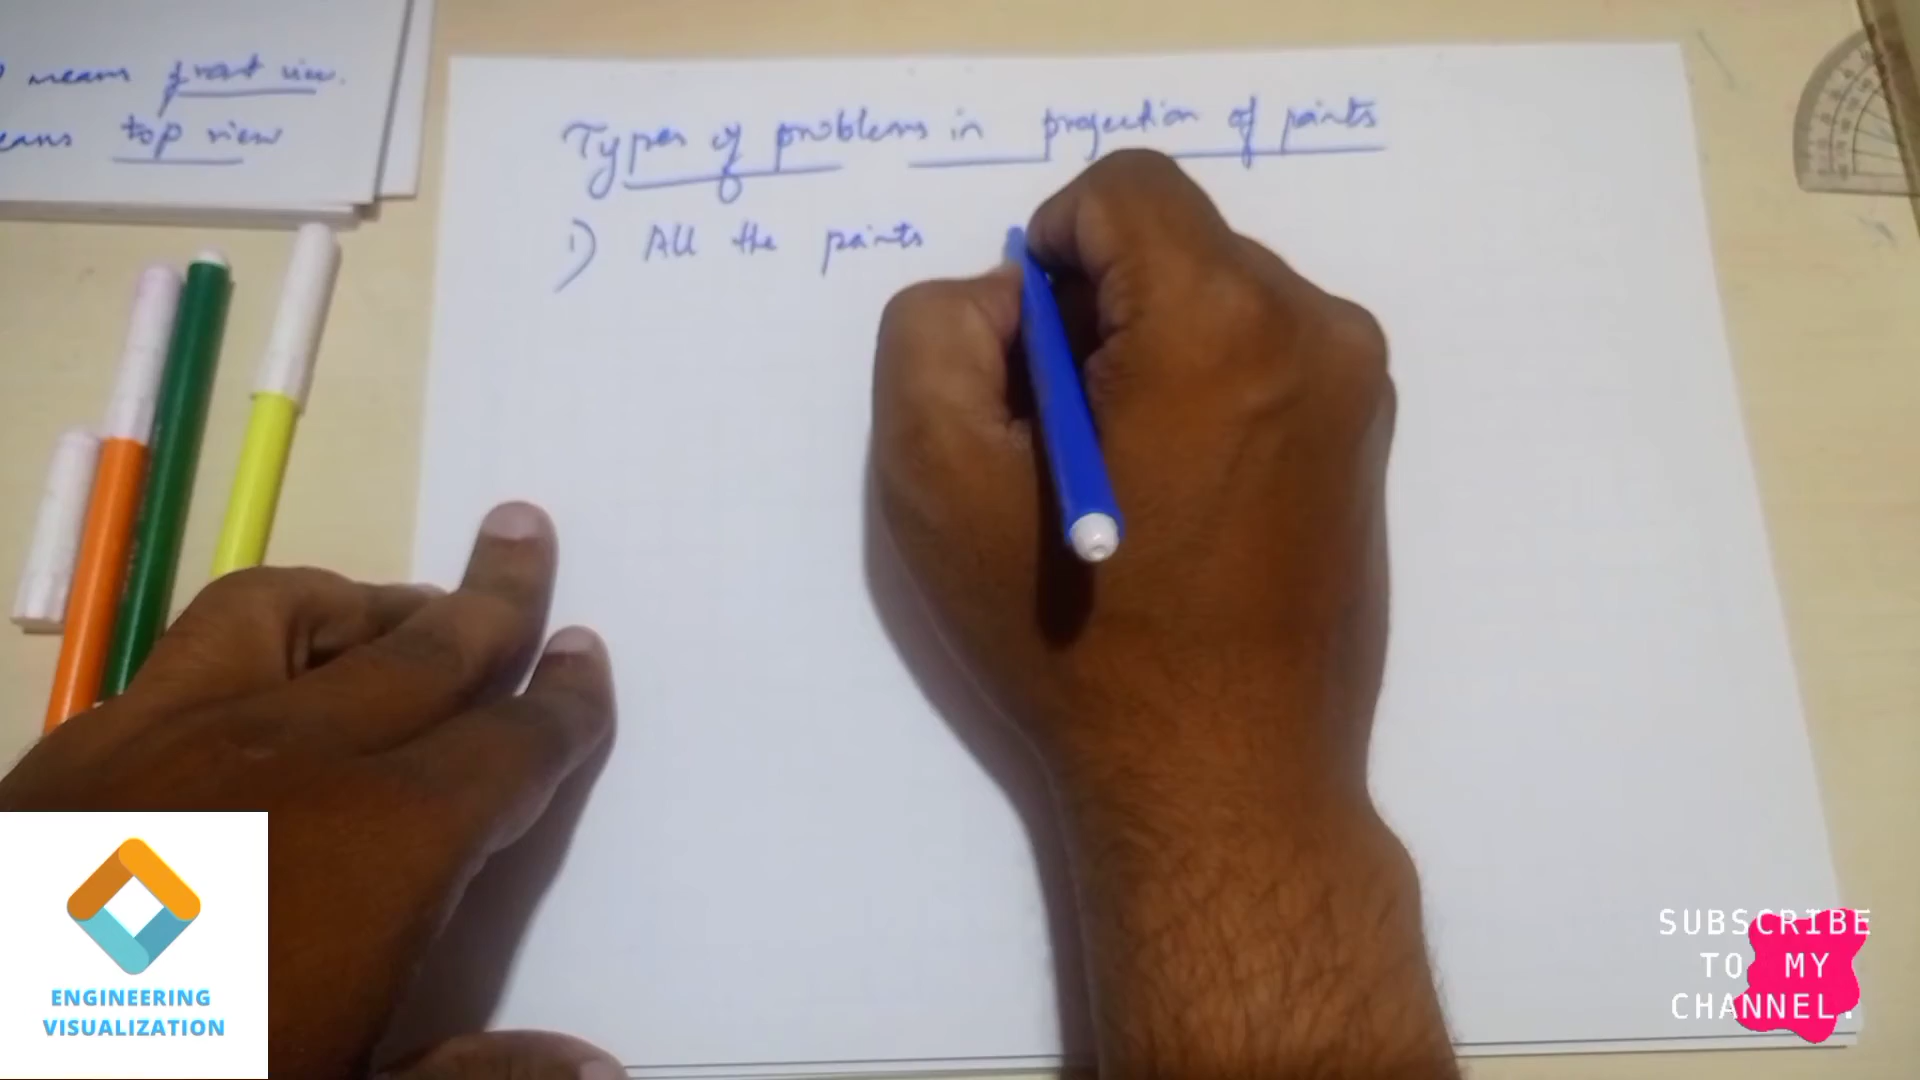 means front view.
means top view
Types of problems in projection of points
1) All the points
ENGINEERING
VISUALIZATION
SUBSCRIBE
TO MY
CHANNEL.